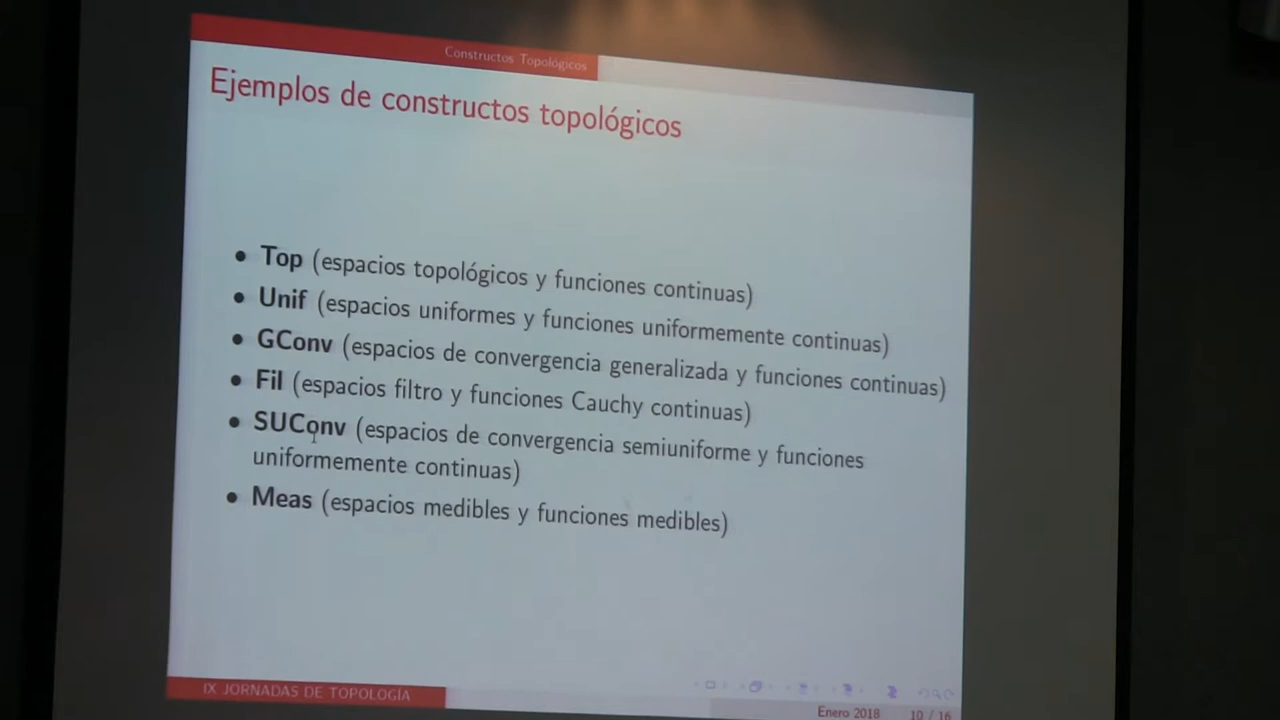 Constructos Topológicos
Ejemplos de constructos topológicos
• Top (espacios topológicos y funciones continuas)
• Unif (espacios uniformes y funciones uniformemente continuas)
• GConv (espacios de convergencia generalizada y funciones continuas)
• Fil (espacios filtro y funciones Cauchy continuas)
• SUConv (espacios de convergencia semiuniforme y funciones
uniformemente continuas)
• Meas (espacios medibles y funciones medibles)
IX JORNADAS DE TOPOLOGÍA
Enero 2018 10 / 16